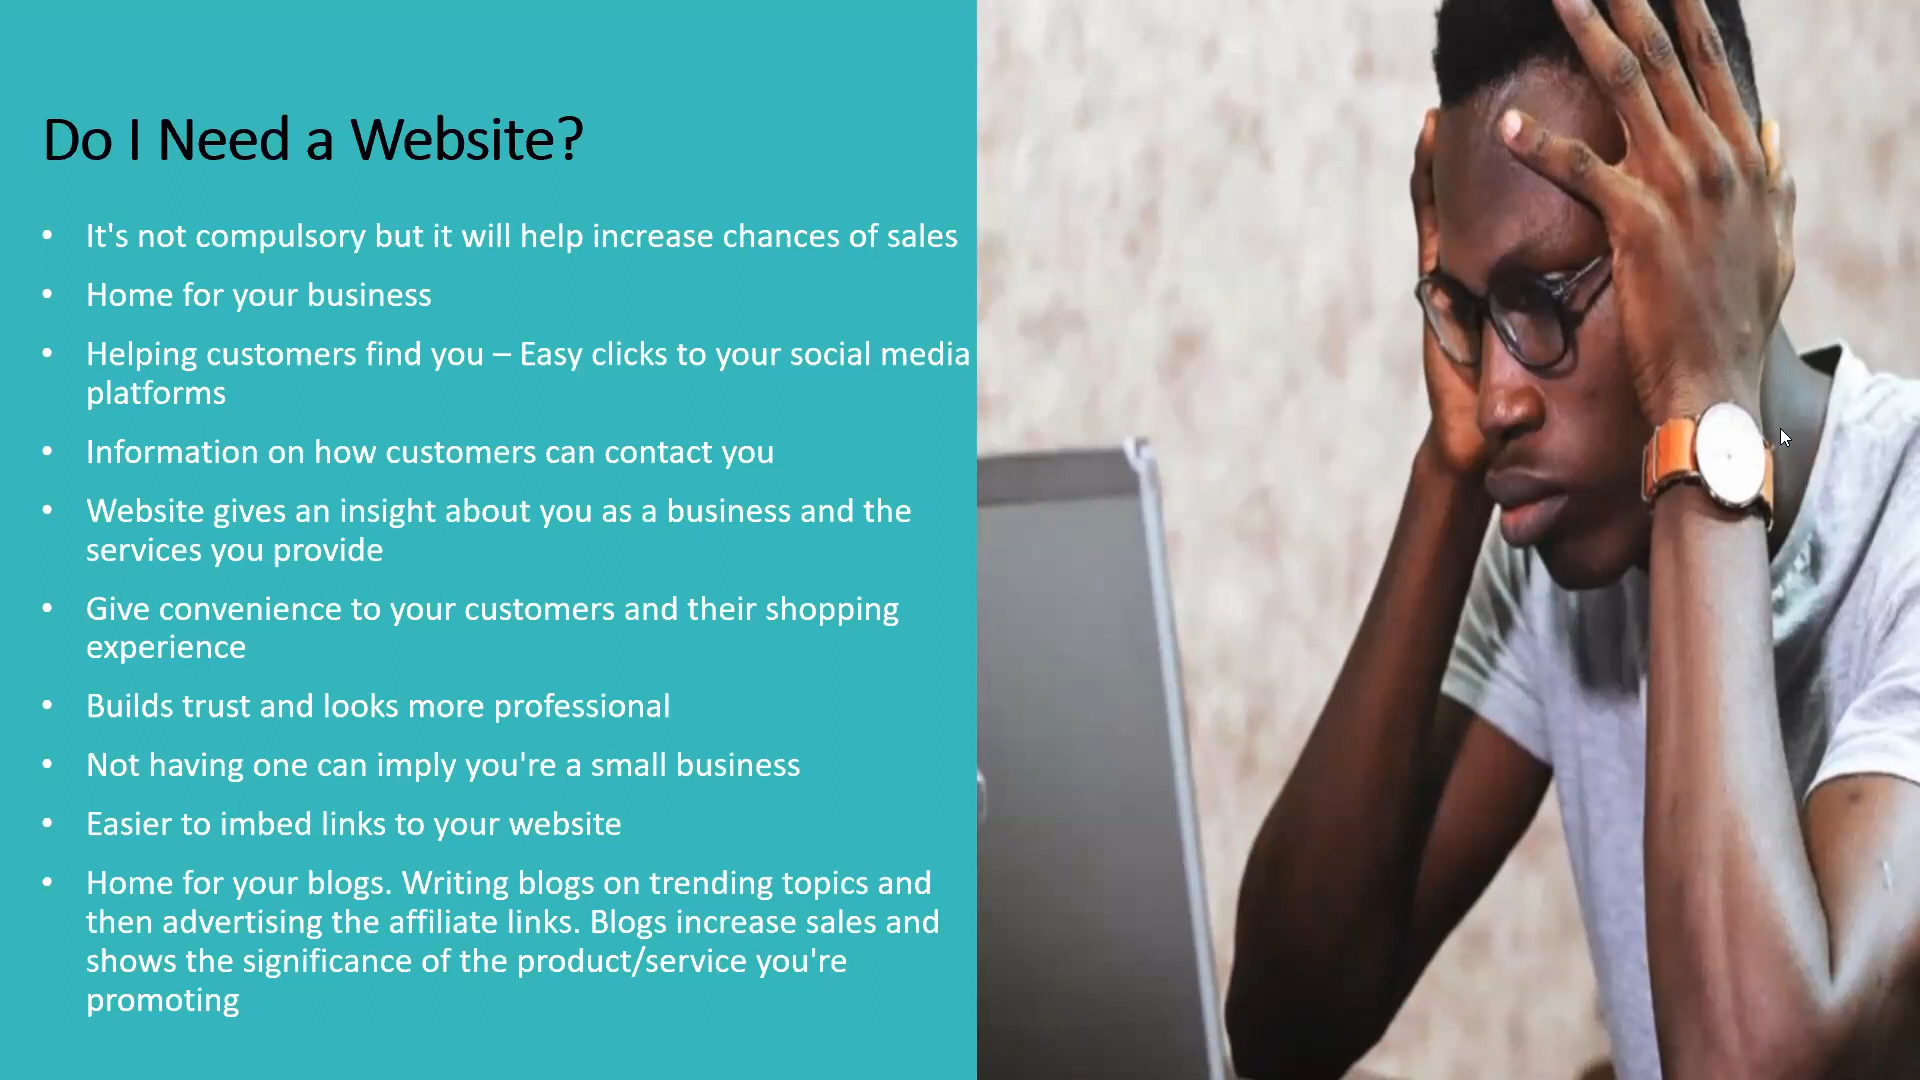 Do I Need a Website?
• It's not compulsory but it will help increase chances of sales
• Home for your business
• Helping customers find you – Easy clicks to your social media
platforms
• Information on how customers can contact you
• Website gives an insight about you as a business and the
services you provide
• Give convenience to your customers and their shopping
experience
• Builds trust and looks more professional
• Not having one can imply you're a small business
• Easier to imbed links to your website
• Home for your blogs. Writing blogs on trending topics and
then advertising the affiliate links. Blogs increase sales and
shows the significance of the product/service you're
promoting